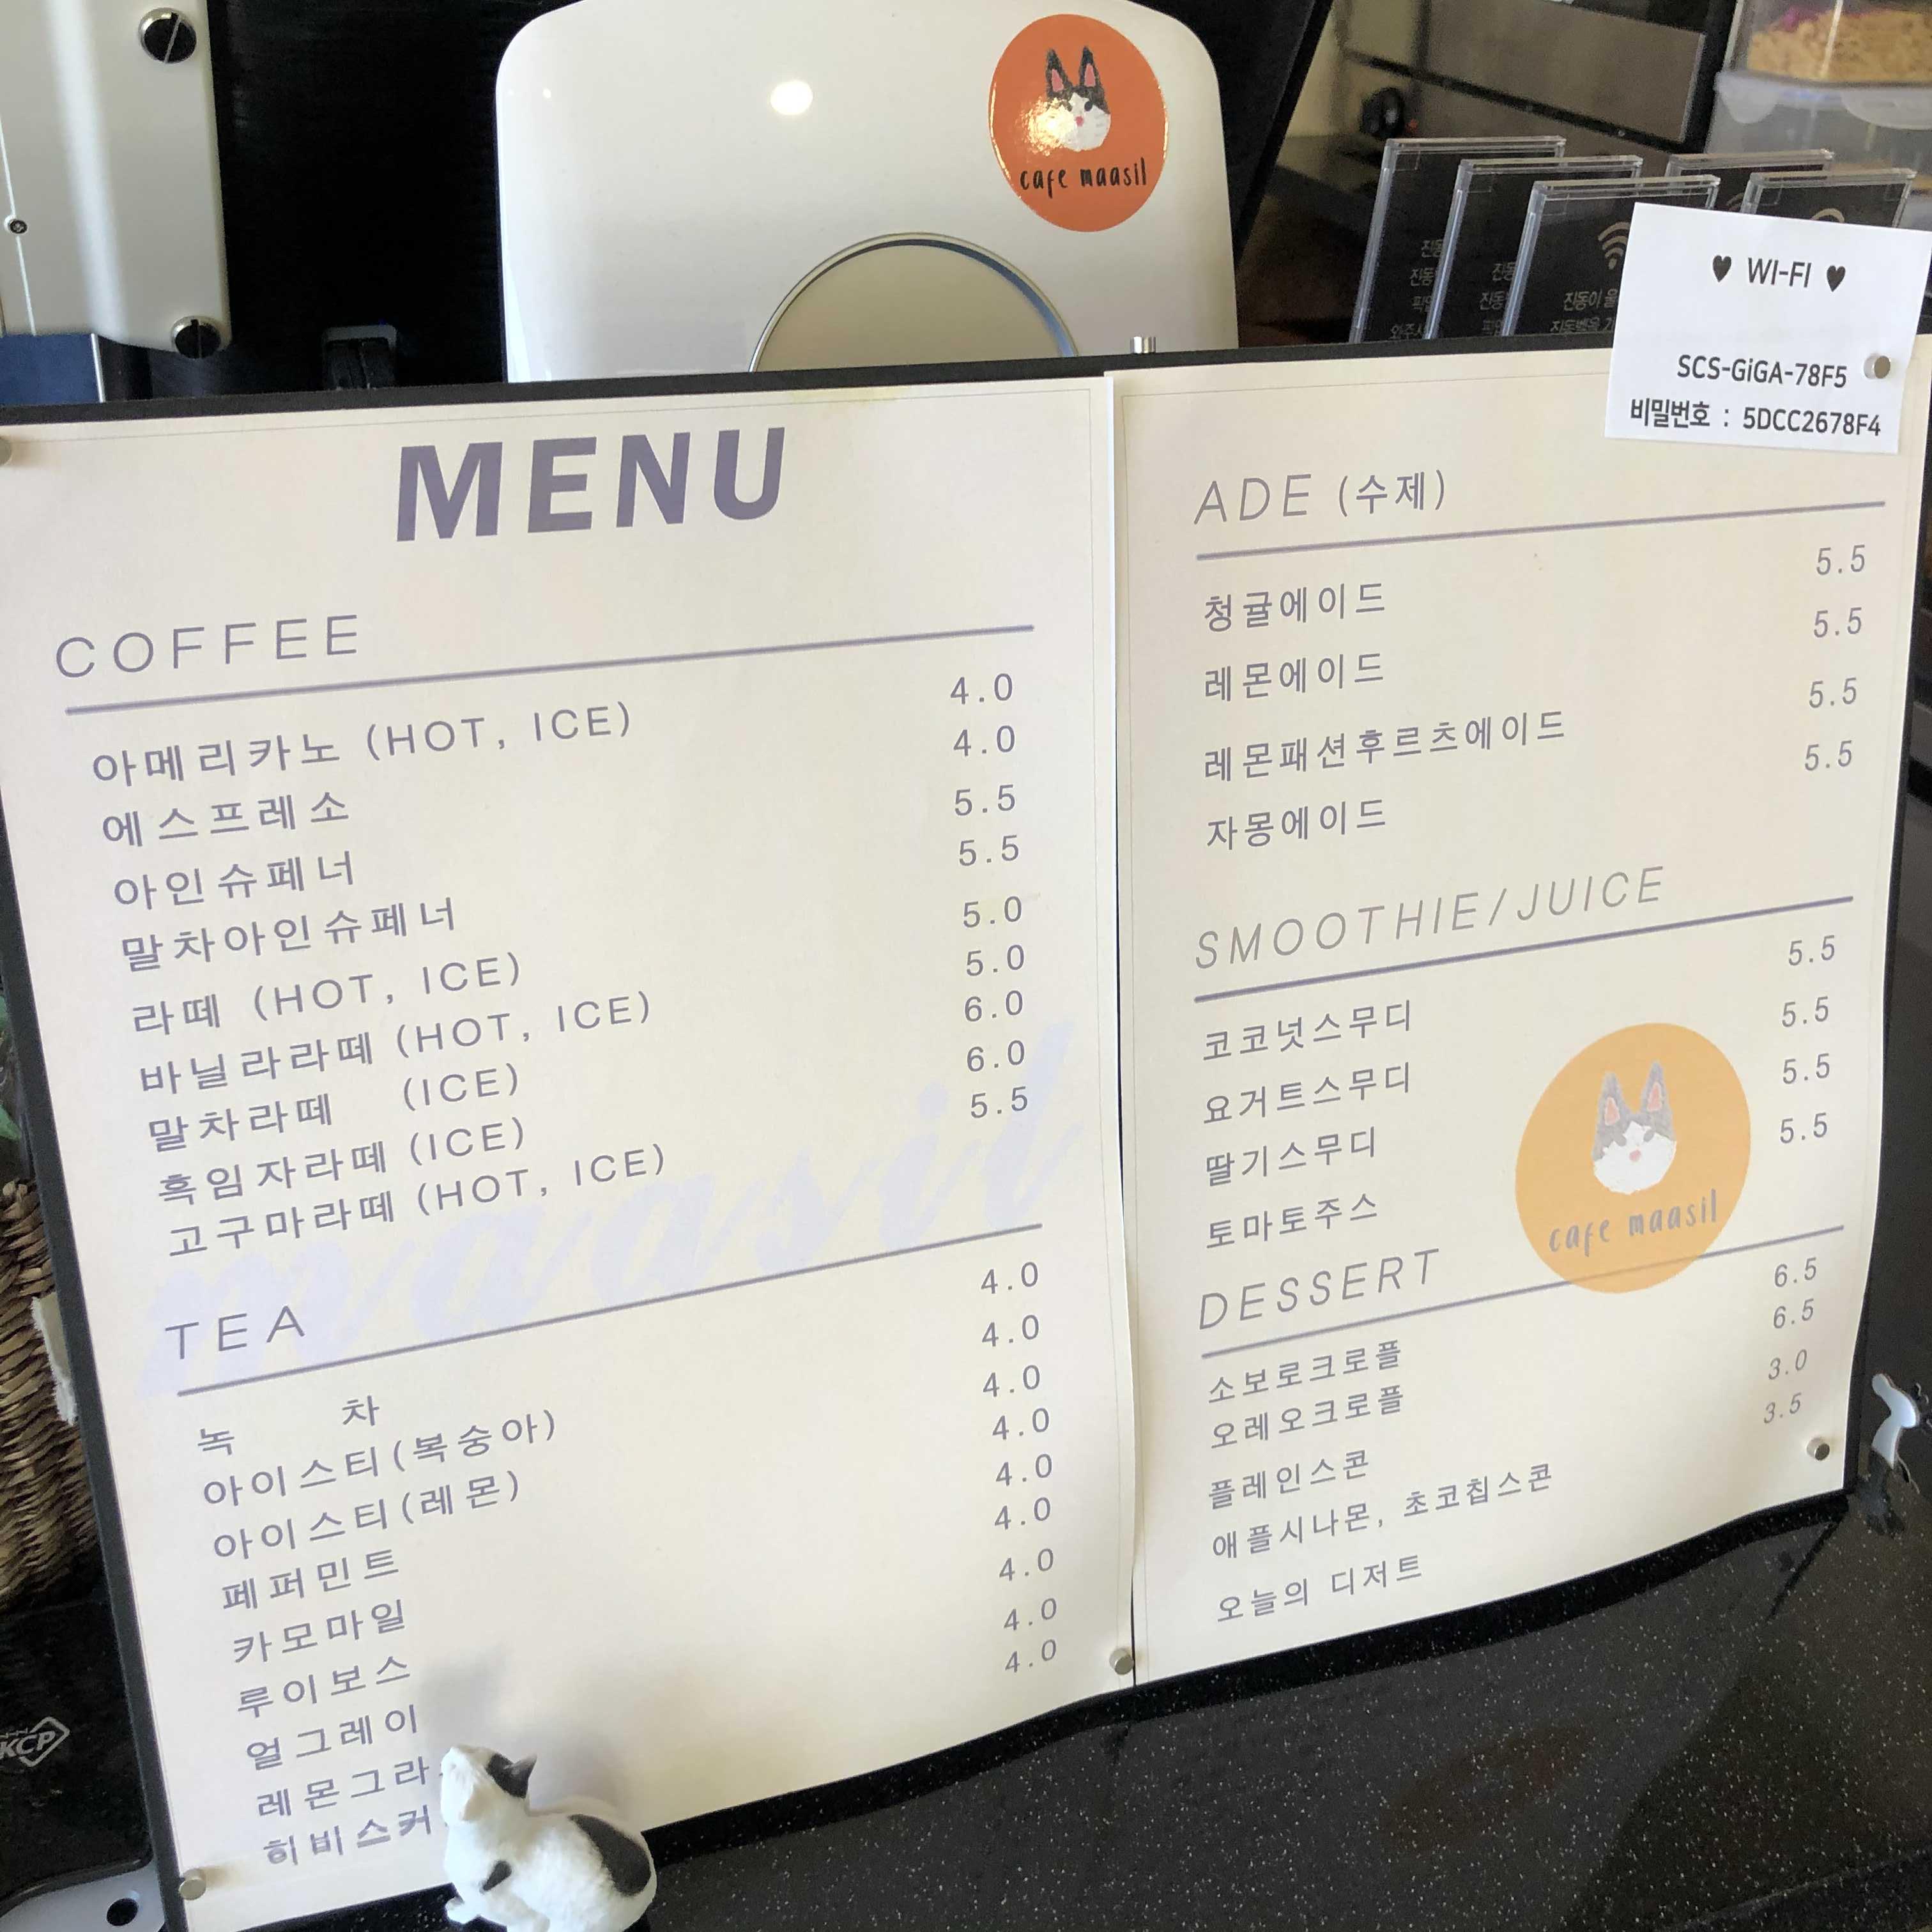 cafe maasil
♥ WI-FI ♥
SCS-GiGA-78F5
비밀번호 : 5DCC2678F4
MENU
COFFEE
아메리카노 (HOT, ICE) 4.0
에스프레소 4.0
아인슈페너 5.5
말차아인슈페너 5.5
라떼 (HOT, ICE) 5.0
바닐라라떼 (HOT, ICE) 5.0
말차라떼 (ICE) 6.0
흑임자라떼 (ICE) 6.0
고구마라떼 (HOT, ICE) 5.5
maasil
TEA
녹 차 4.0
아이스티(복숭아) 4.0
아이스티(레몬) 4.0
페퍼민트 4.0
카모마일 4.0
루이보스 4.0
얼그레이 4.0
레몬그라 4.0
히비스커 4.0
ADE (수제)
청귤에이드 5.5
레몬에이드 5.5
레몬패션후르츠에이드 5.5
자몽에이드 5.5
SMOOTHIE/JUICE
코코넛스무디 5.5
요거트스무디 5.5
딸기스무디 5.5
토마토주스 5.5
cafe maasil
DESSERT
소보로크로플 6.5
오레오크로플 6.5
플레인스콘 3.0
애플시나몬, 초코칩스콘 3.5
오늘의 디저트
KCP